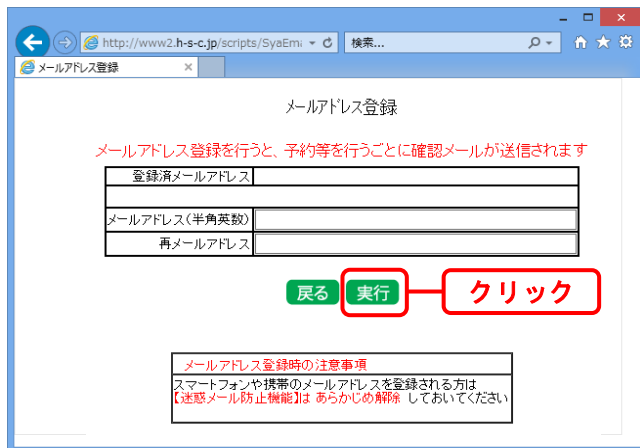 http://www2.h-s-c.jp/scripts/SyaEma
検索...
メールアドレス登録
メールアドレス登録
メールアドレス登録を行うと、予約等を行うごとに確認メールが送信されます
登録済メールアドレス
メールアドレス(半角英数)
再メールアドレス
戻る 実行 クリック
メールアドレス登録時の注意事項
スマートフォンや携帯のメールアドレスを登録される方は
【迷惑メール防止機能】は あらかじめ解除 しておいてください